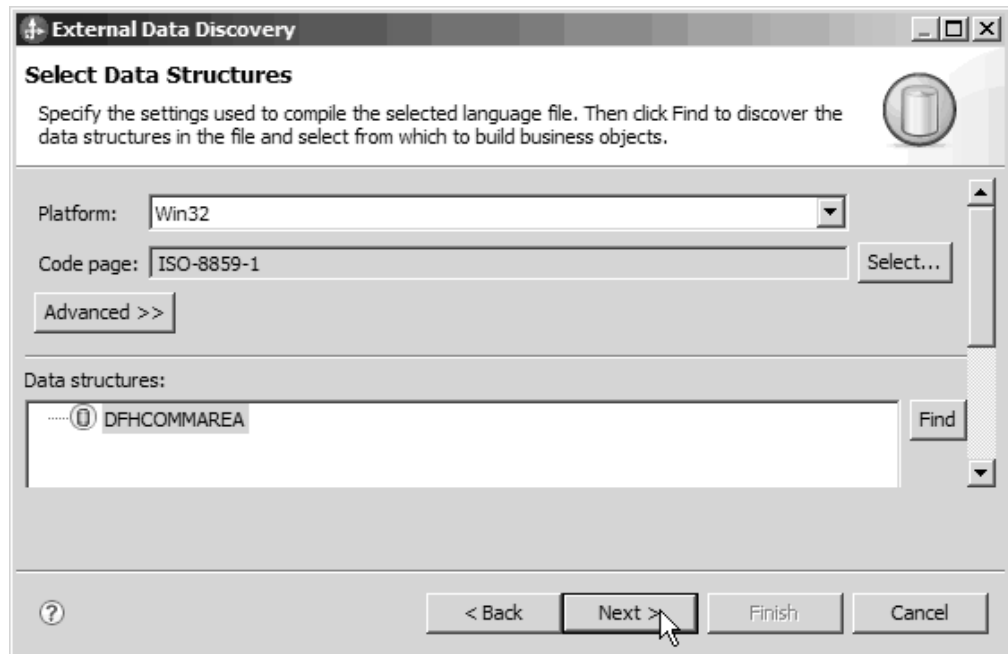 External Data Discovery
Select Data Structures
Specify the settings used to compile the selected language file. Then click Find to discover the
data structures in the file and select from which to build business objects.
Platform: Win32
Code page: ISO-8859-1 Select...
Advanced >>
Data structures:
DFHCOMMAREA Find
? < Back Next > Finish Cancel